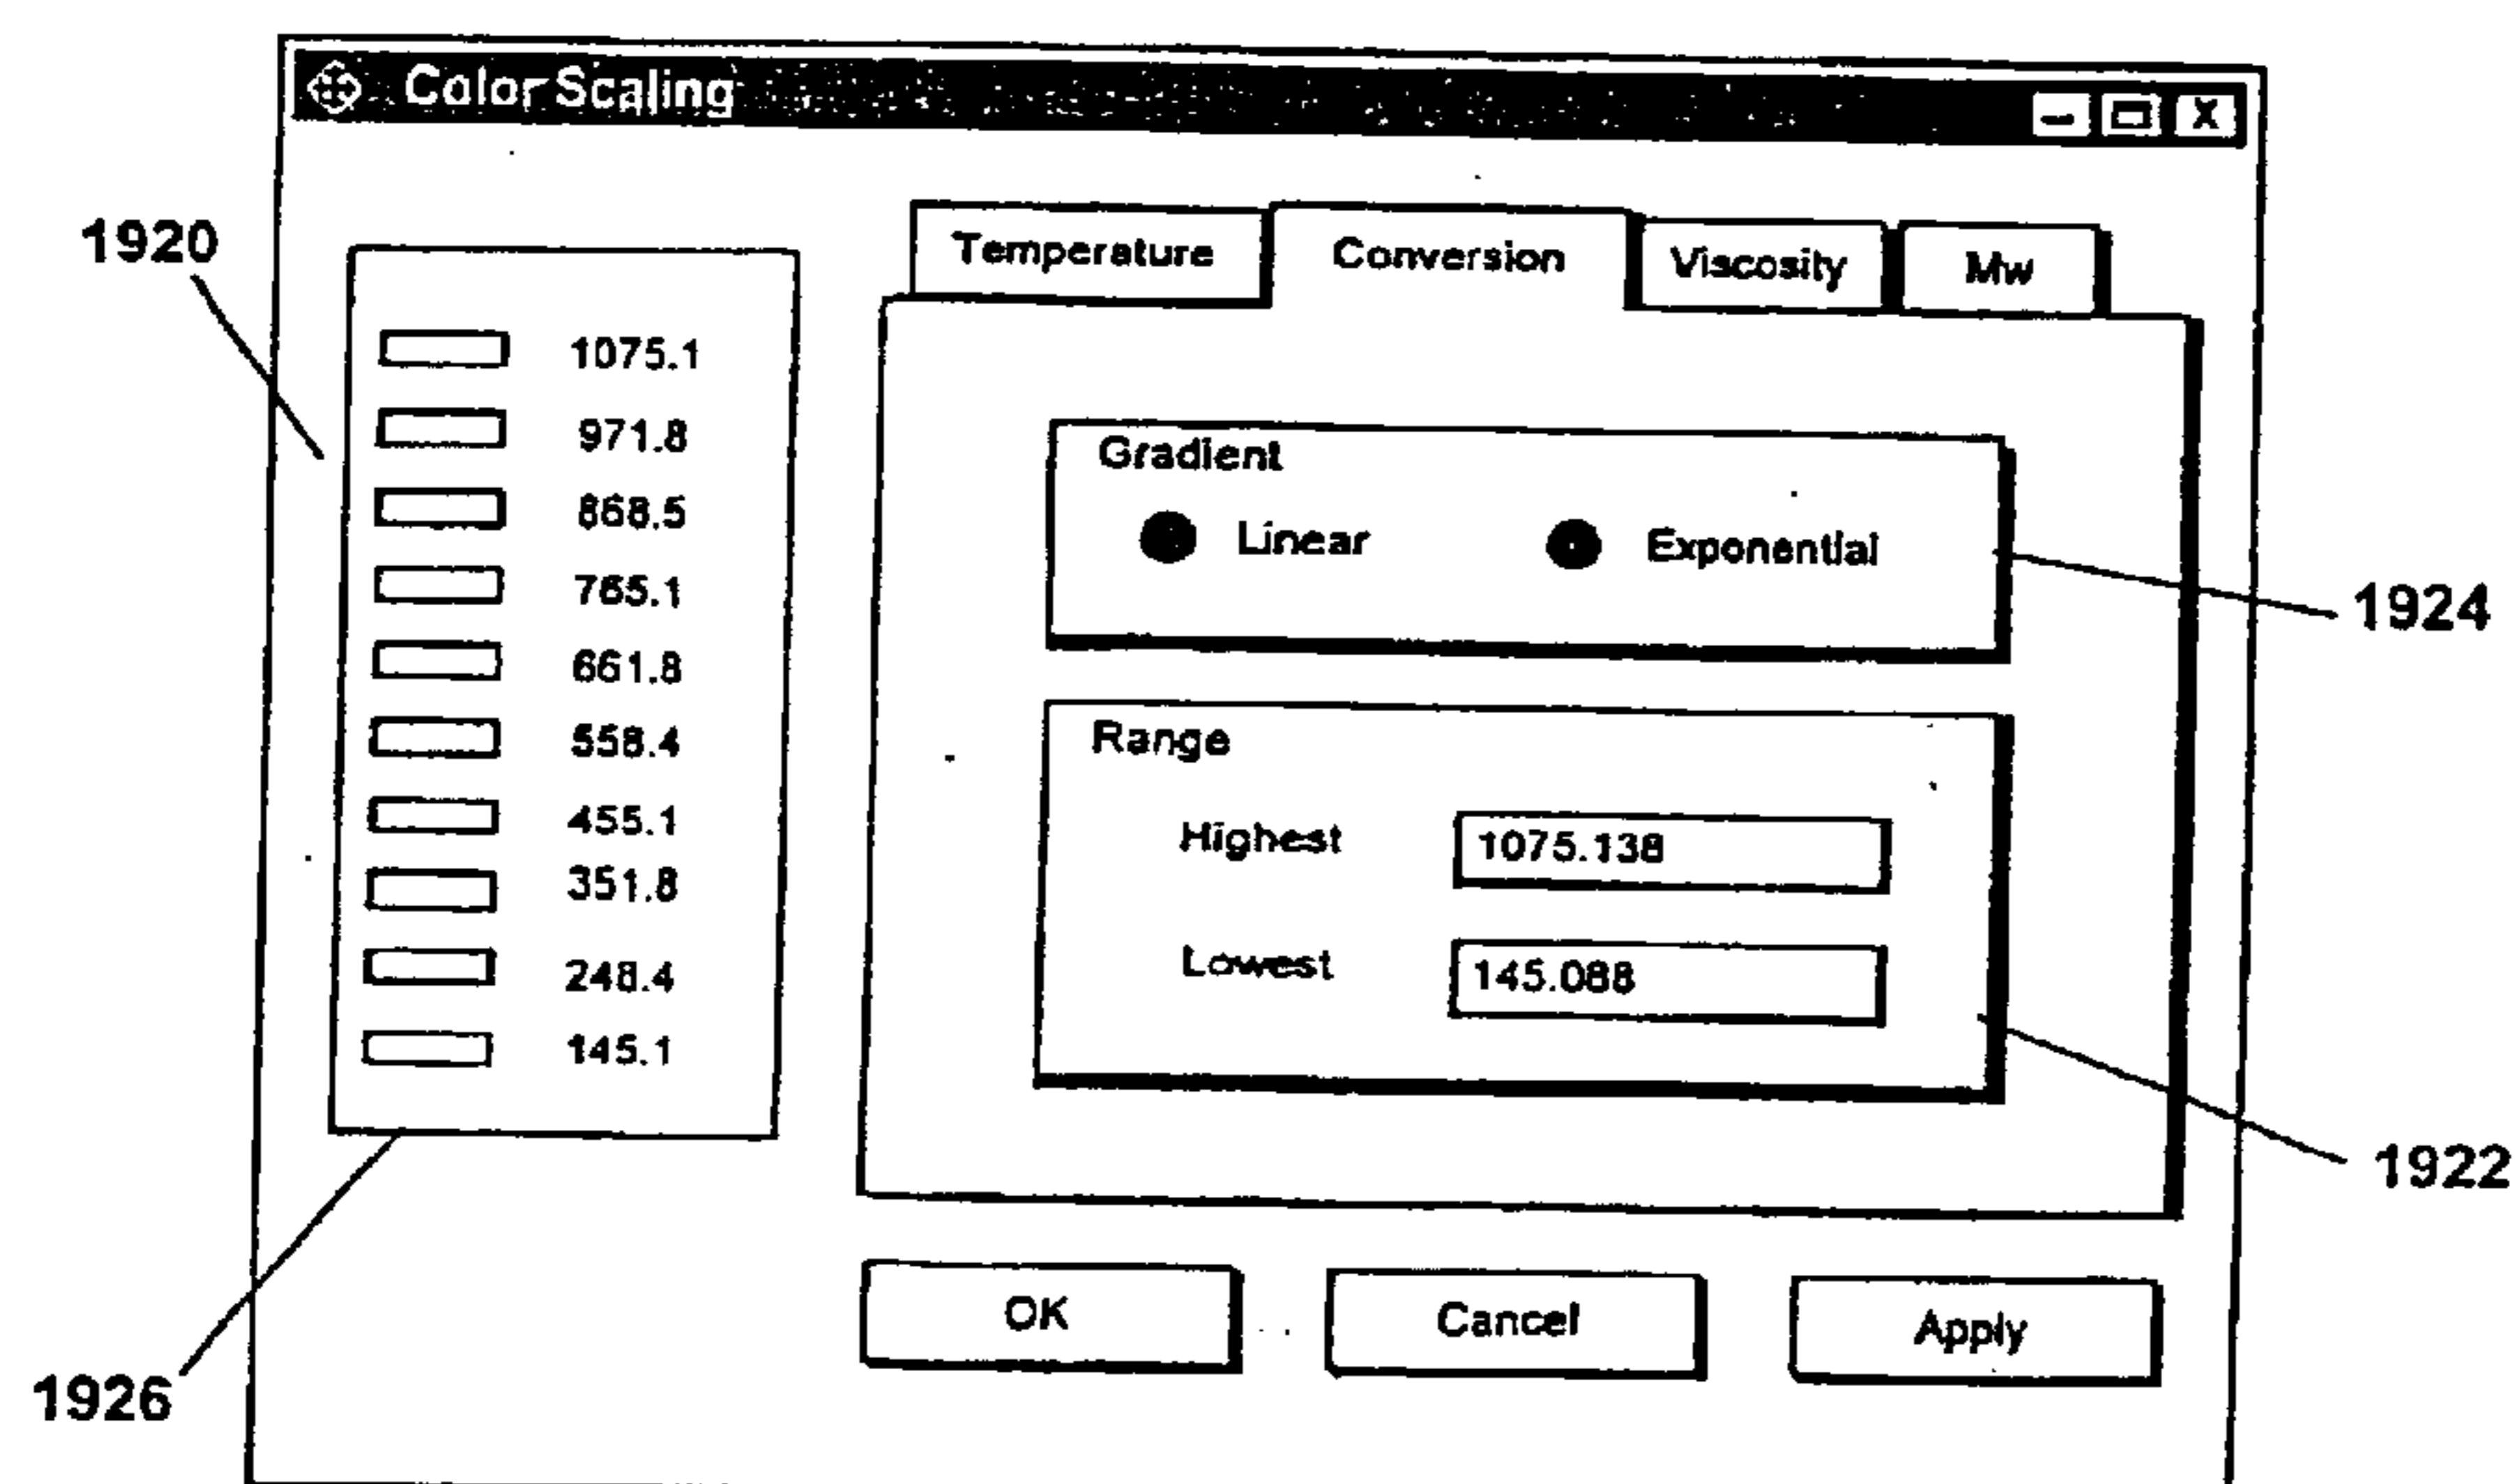 Color Scaling
Temperature Conversion Viscosity Mw
1920
1075.1
971.8
868.5
765.1
661.8
558.4
455.1
351.8
248.4
145.1
Gradient
Linear Exponential
1924
Range
Highest 1075.138
Lowest 145.088
1922
OK Cancel Apply
1926